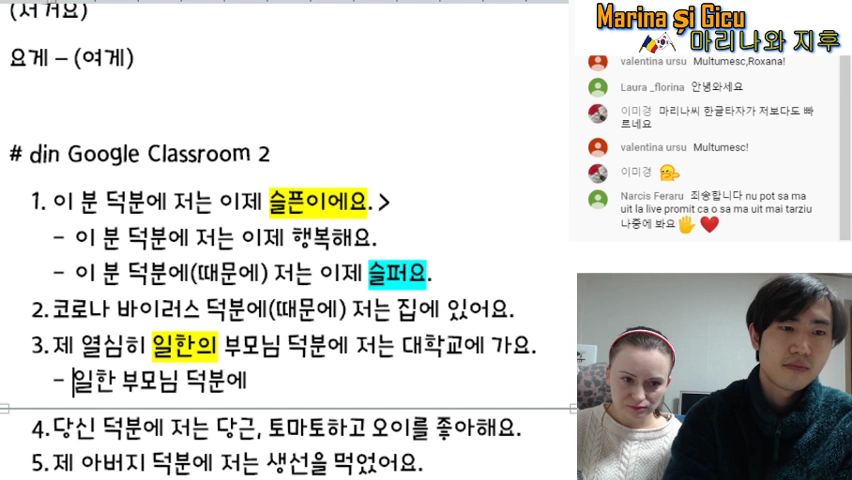 (저거요)
요게 – (여게)
# din Google Classroom 2
1. 이 분 덕분에 저는 이제 슬픈이에요. >
- 이 분 덕분에 저는 이제 행복해요.
- 이 분 덕분에(때문에) 저는 이제 슬퍼요.
2. 코로나 바이러스 덕분에(때문에) 저는 집에 있어요.
3. 제 열심히 일한의 부모님 덕분에 저는 대학교에 가요.
- 일한 부모님 덕분에
4. 당신 덕분에 저는 당근, 토마토하고 오이를 좋아해요.
5. 제 아버지 덕분에 저는 생선을 먹었어요.
Marina și Gicu
마리나와 지후
valentina ursu Multumesc,Roxana!
Laura _florina 안녕와세요
이미경 마리나씨 한글타자가 저보다도 빠
르네요
valentina ursu Multumesc!
이미경
Narcis Feraru 죄송합니다 nu pot sa ma
uit la live promit ca o sa ma uit mai tarziu
나중에 봐요